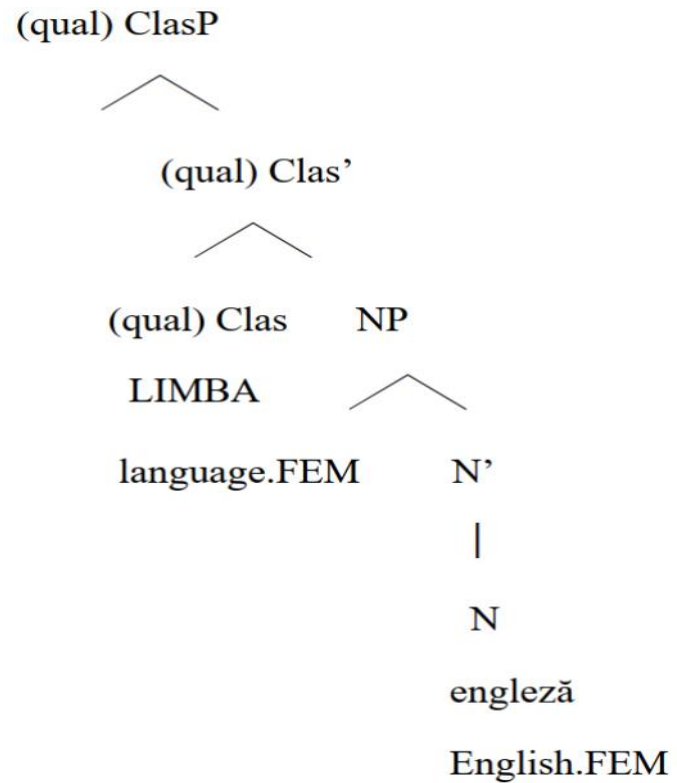 (qual) ClasP
(qual) Clas’
(qual) Clas NP
LIMBA
language.FEM N’
|
N
engleză
English.FEM